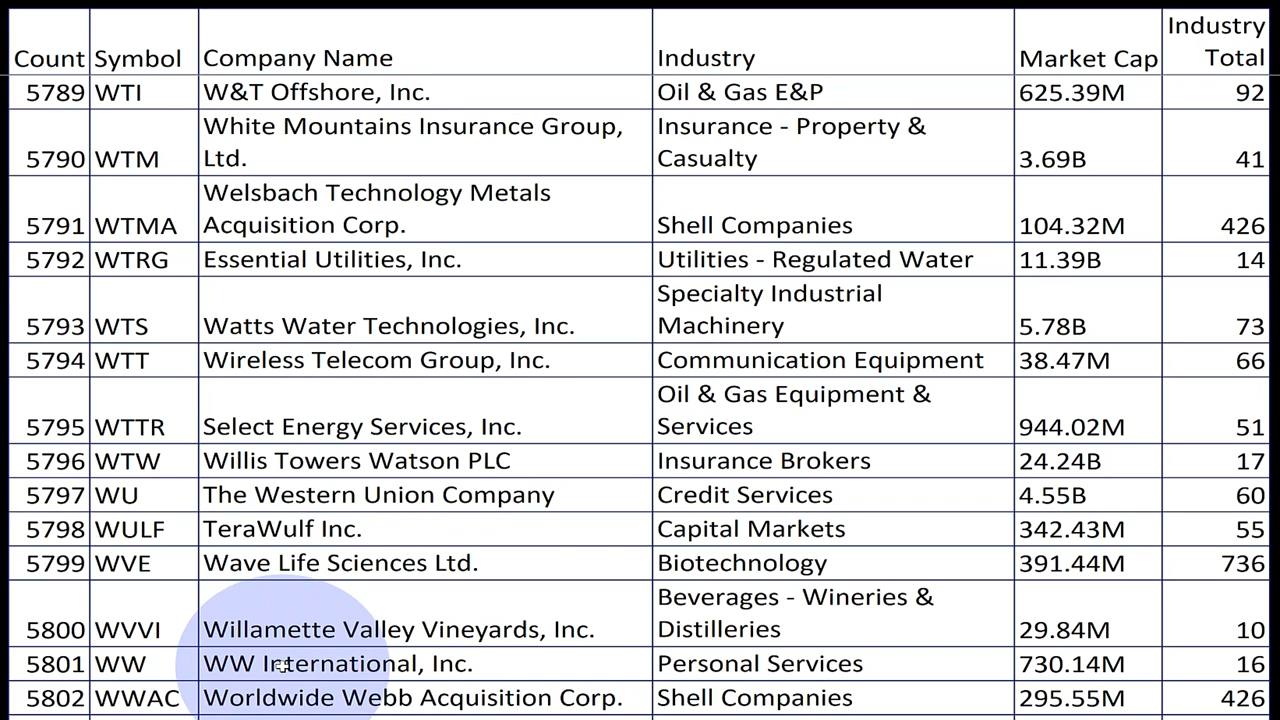 Count Symbol Company Name Industry Market Cap Industry Total
5789 WTI W&T Offshore, Inc. Oil & Gas E&P 625.39M 92
5790 WTM White Mountains Insurance Group, Ltd. Insurance - Property & Casualty 3.69B 41
5791 WTMA Welsbach Technology Metals Acquisition Corp. Shell Companies 104.32M 426
5792 WTRG Essential Utilities, Inc. Utilities - Regulated Water 11.39B 14
5793 WTS Watts Water Technologies, Inc. Specialty Industrial Machinery 5.78B 73
5794 WTT Wireless Telecom Group, Inc. Communication Equipment 38.47M 66
5795 WTTR Select Energy Services, Inc. Oil & Gas Equipment & Services 944.02M 51
5796 WTW Willis Towers Watson PLC Insurance Brokers 24.24B 17
5797 WU The Western Union Company Credit Services 4.55B 60
5798 WULF TeraWulf Inc. Capital Markets 342.43M 55
5799 WVE Wave Life Sciences Ltd. Biotechnology 391.44M 736
5800 WVVI Willamette Valley Vineyards, Inc. Beverages - Wineries & Distilleries 29.84M 10
5801 WW WW International, Inc. Personal Services 730.14M 16
5802 WWAC Worldwide Webb Acquisition Corp. Shell Companies 295.55M 426